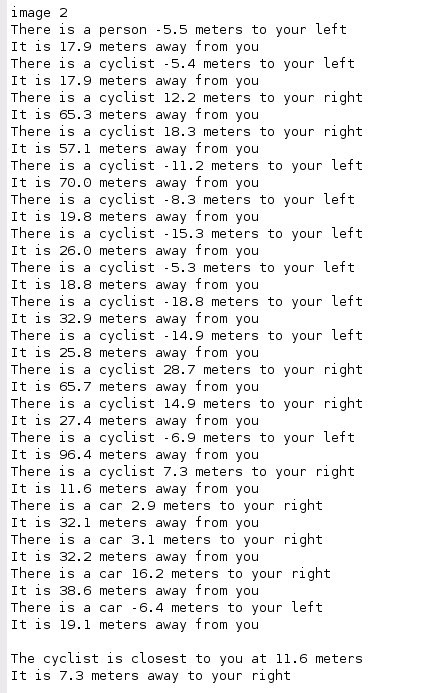 image 2
There is a person -5.5 meters to your left
It is 17.9 meters away from you
There is a cyclist -5.4 meters to your left
It is 17.9 meters away from you
There is a cyclist 12.2 meters to your right
It is 65.3 meters away from you
There is a cyclist 18.3 meters to your right
It is 57.1 meters away from you
There is a cyclist -11.2 meters to your left
It is 70.0 meters away from you
There is a cyclist -8.3 meters to your left
It is 19.8 meters away from you
There is a cyclist -15.3 meters to your left
It is 26.0 meters away from you
There is a cyclist -5.3 meters to your left
It is 18.8 meters away from you
There is a cyclist -18.8 meters to your left
It is 32.9 meters away from you
There is a cyclist -14.9 meters to your left
It is 25.8 meters away from you
There is a cyclist 28.7 meters to your right
It is 65.7 meters away from you
There is a cyclist 14.9 meters to your right
It is 27.4 meters away from you
There is a cyclist -6.9 meters to your left
It is 96.4 meters away from you
There is a cyclist 7.3 meters to your right
It is 11.6 meters away from you
There is a car 2.9 meters to your right
It is 32.1 meters away from you
There is a car 3.1 meters to your right
It is 32.2 meters away from you
There is a car 16.2 meters to your right
It is 38.6 meters away from you
There is a car -6.4 meters to your left
It is 19.1 meters away from you
The cyclist is closest to you at 11.6 meters
It is 7.3 meters away to your right